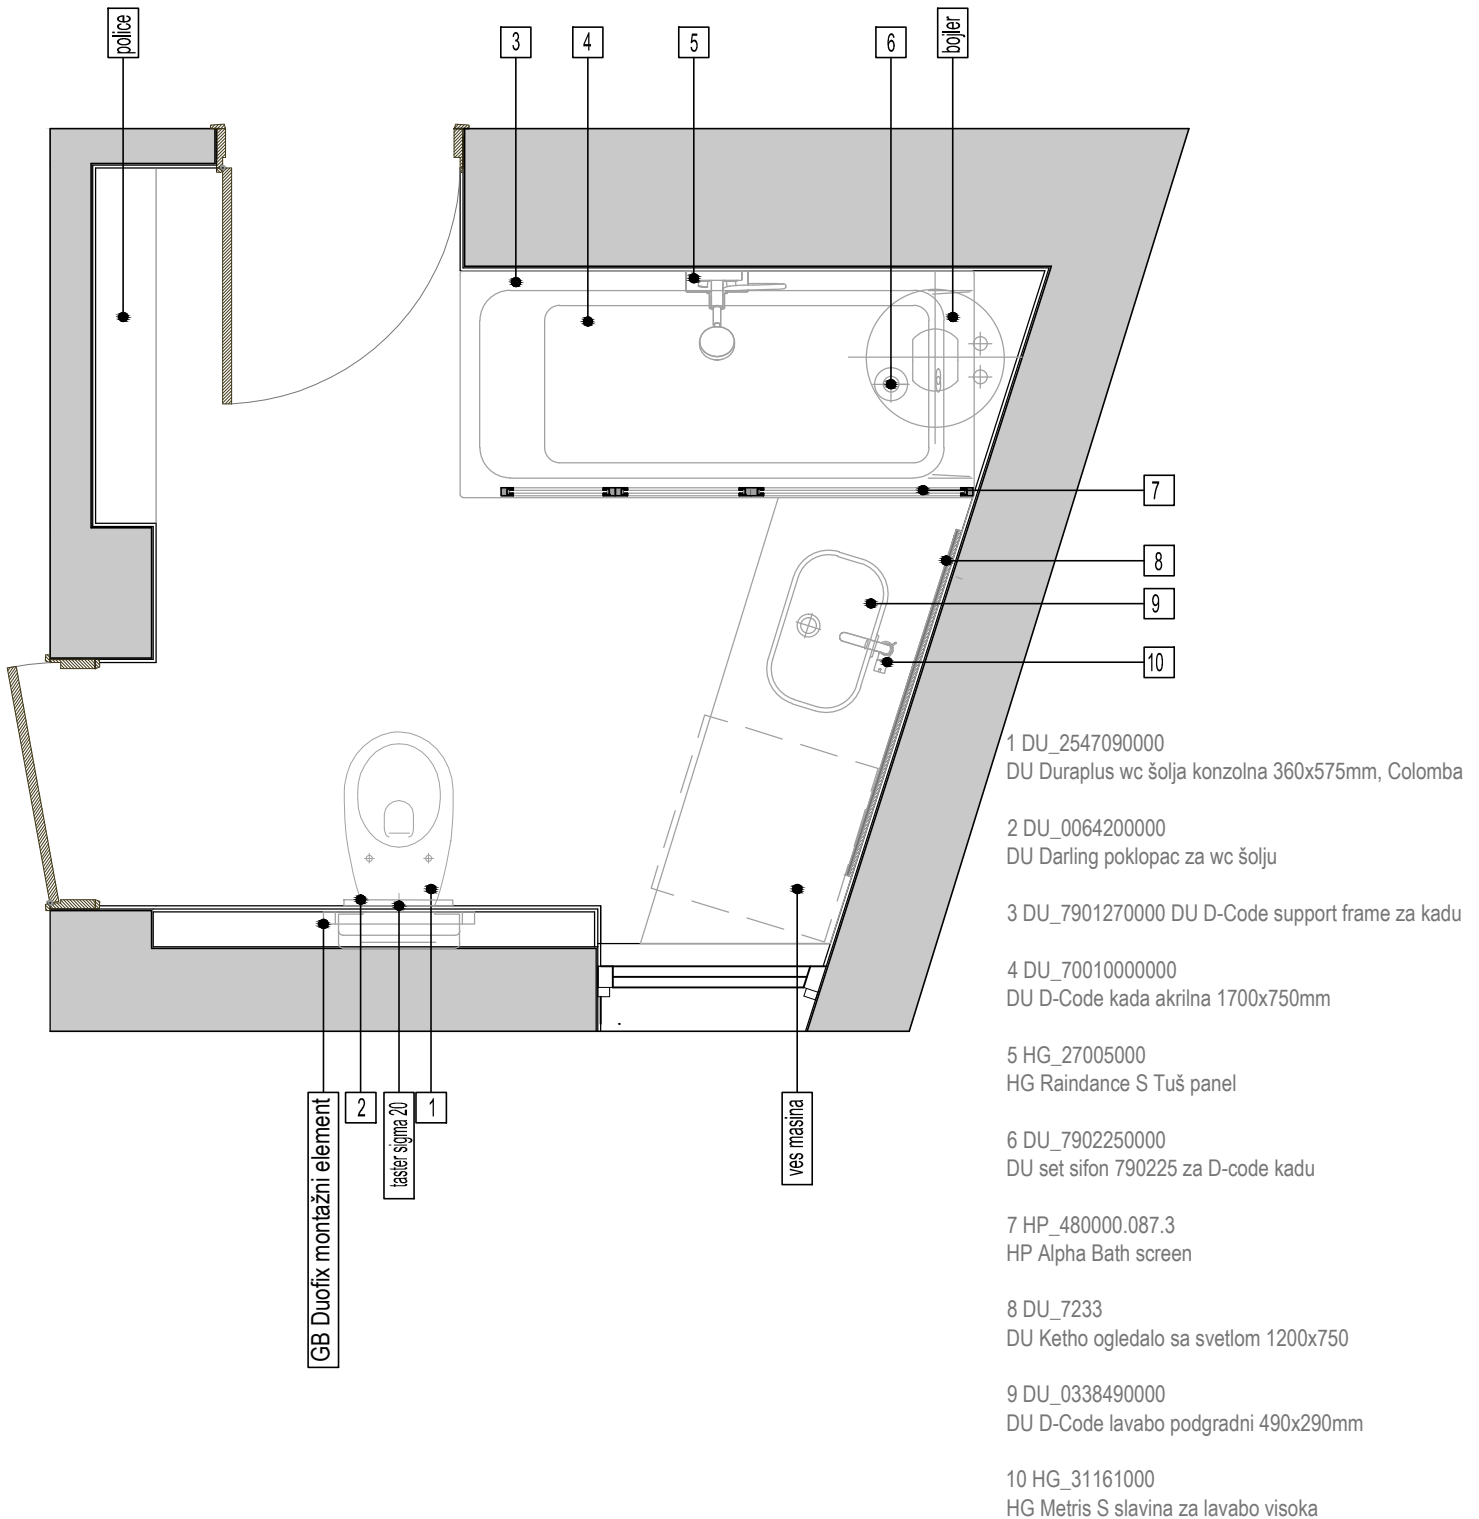 police
3
4
5
6
bojler
7
8
9
10
1 DU_2547090000
DU Duraplus wc šolja konzolna 360x575mm, Colomba
2 DU_0064200000
DU Darling poklopac za wc šolju
3 DU_7901270000 DU D-Code support frame za kadu
4 DU_70010000000
DU D-Code kada akrilna 1700x750mm
5 HG_27005000
HG Raindance S Tuš panel
6 DU_7902250000
DU set sifon 790225 za D-code kadu
7 HP_480000.087.3
HP Alpha Bath screen
8 DU_7233
DU Ketho ogledalo sa svetlom 1200x750
9 DU_0338490000
DU D-Code lavabo podgradni 490x290mm
10 HG_31161000
HG Metris S slavina za lavabo visoka
GB Duofix montažni element
2
taster sigma 20
1
ves masina